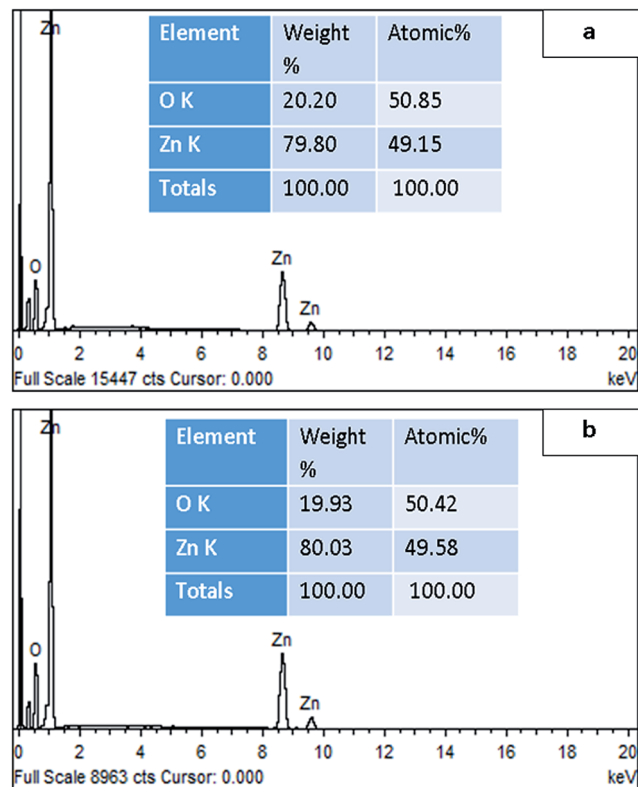 a
Zn
Element Weight % Atomic%
O K 20.20 50.85
Zn K 79.80 49.15
Totals 100.00 100.00
O
Zn
Zn
0 2 4 6 8 10 12 14 16 18 20
Full Scale 15447 cts Cursor: 0.000 keV
b
Zn
Element Weight % Atomic%
O K 19.93 50.42
Zn K 80.03 49.58
Totals 100.00 100.00
O
Zn
Zn
0 2 4 6 8 10 12 14 16 18 20
Full Scale 8963 cts Cursor: 0.000 keV